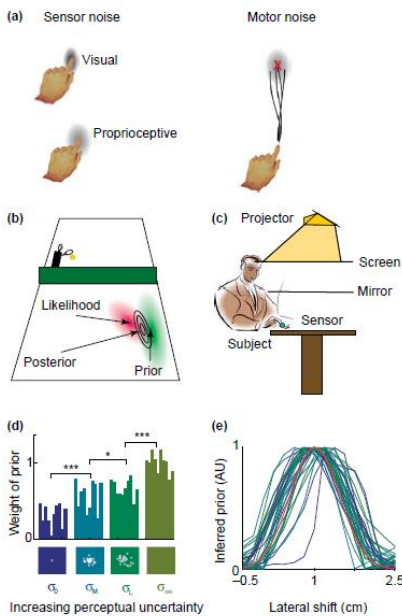 (a) Sensor noise Motor noise
Visual
Proprioceptive
(b)
Likelihood
Posterior
Prior
(c)
Projector
Screen
Mirror
Sensor
Subject
(d)
Weight of prior
1
0
***
*
***
σ0 σM σL σ∞
Increasing perceptual uncertainty
(e)
Inferred prior (AU)
1
0
−0.5 1 2.5
Lateral shift (cm)